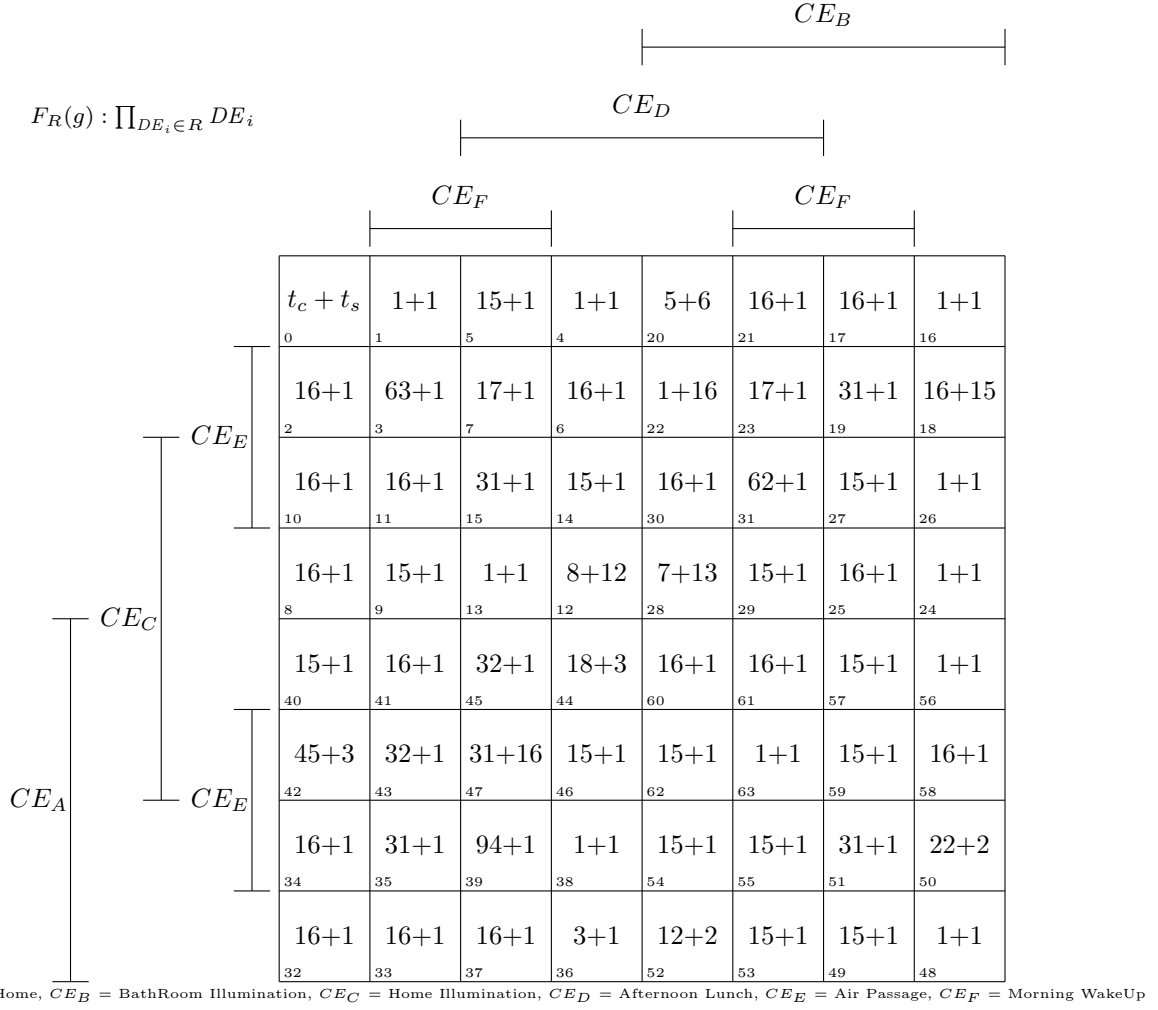 CE_B
F_R(g) : ∏_{DE_i∈R} DE_i
CE_D
CE_F CE_F
t_c + t_s 1+1 15+1 1+1 5+6 16+1 16+1 1+1
0 1 5 4 20 21 17 16
16+1 63+1 17+1 16+1 1+16 17+1 31+1 16+15
2 3 7 6 22 23 19 18
CE_E
16+1 16+1 31+1 15+1 16+1 62+1 15+1 1+1
10 11 15 14 30 31 27 26
16+1 15+1 1+1 8+12 7+13 15+1 16+1 1+1
8 9 13 12 28 29 25 24
CE_C
15+1 16+1 32+1 18+3 16+1 16+1 15+1 1+1
40 41 45 44 60 61 57 56
45+3 32+1 31+16 15+1 15+1 1+1 15+1 16+1
42 43 47 46 62 63 59 58
CE_A CE_E
16+1 31+1 94+1 1+1 15+1 15+1 31+1 22+2
34 35 39 38 54 55 51 50
16+1 16+1 16+1 3+1 12+2 15+1 15+1 1+1
32 33 37 36 52 53 49 48
Home, CE_B = BathRoom Illumination, CE_C = Home Illumination, CE_D = Afternoon Lunch, CE_E = Air Passage, CE_F = Morning WakeUp